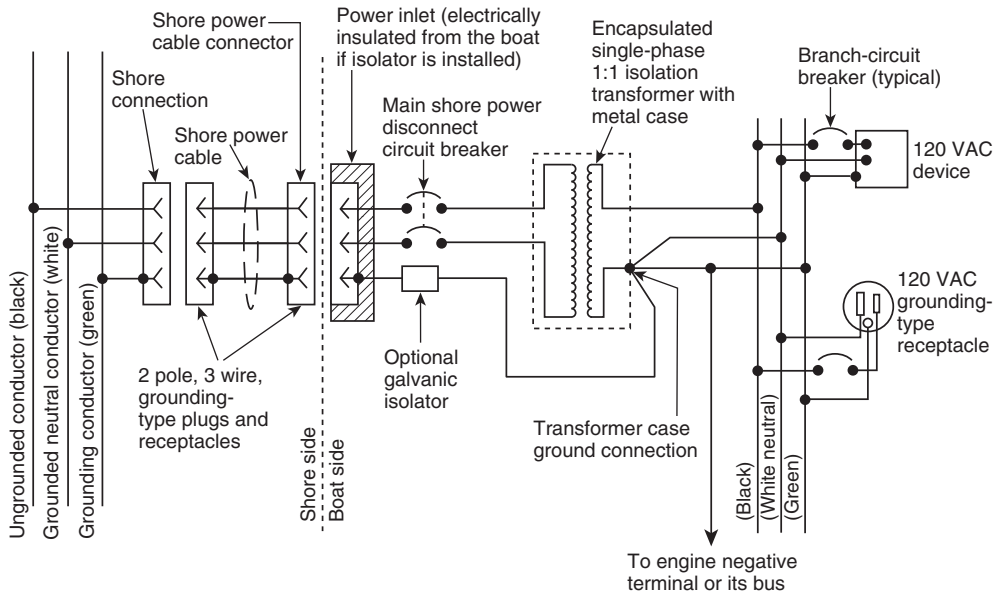 Shore power
cable connector
Power inlet (electrically
insulated from the boat
if isolator is installed)
Encapsulated
single-phase
1:1 isolation
transformer with
metal case
Branch-circuit
breaker (typical)
Shore
connection
Main shore power
disconnect
circuit breaker
Shore power
cable
120 VAC
device
Ungrounded conductor (black)
Grounded neutral conductor (white)
Grounding conductor (green)
120 VAC
grounding-
type
receptacle
2 pole, 3 wire,
grounding-
type plugs and
receptacles
Optional
galvanic
isolator
Shore side
Boat side
Transformer case
ground connection
(Black)
(White neutral)
(Green)
To engine negative
terminal or its bus